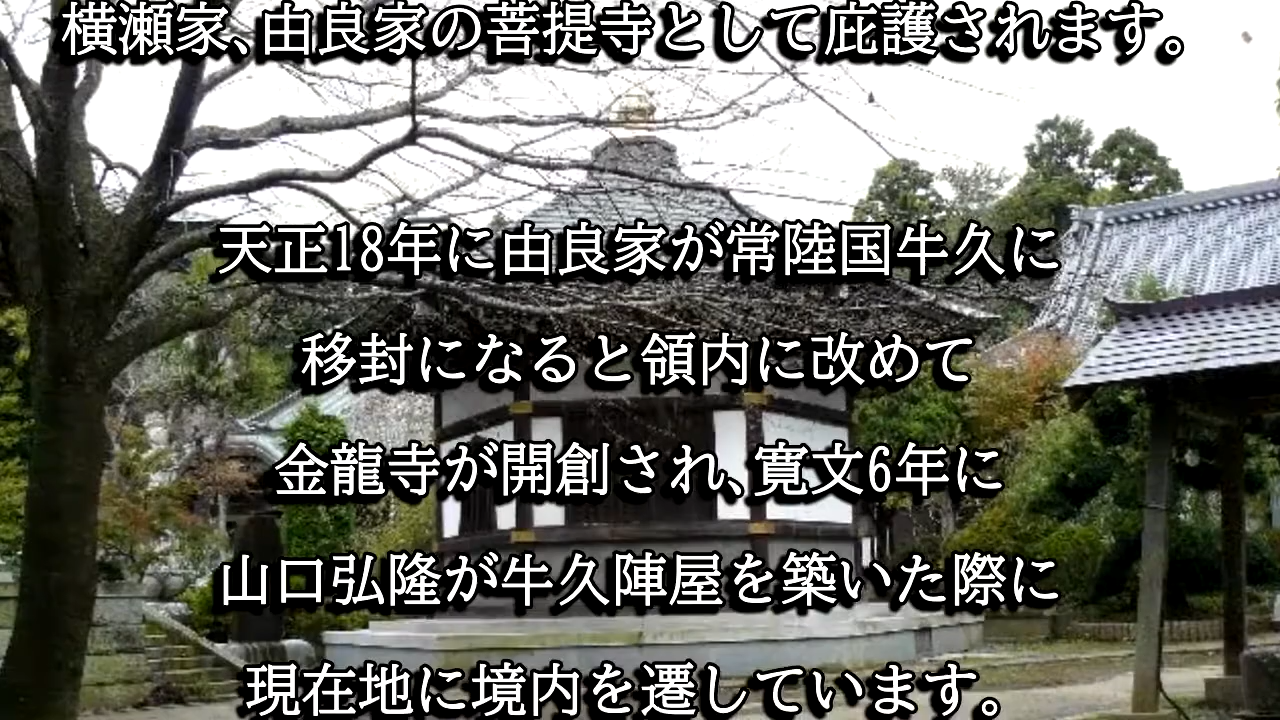 横瀬家､由良家の菩提寺として庇護されます｡
天正18年に由良家が常陸国牛久に
移封になると領内に改めて
金龍寺が開創され､寛文6年に
山口弘隆が牛久陣屋を築いた際に
現在地に境内を遷しています｡